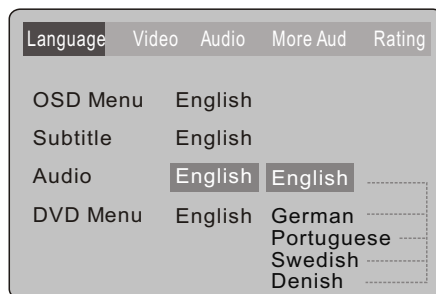 Language Video Audio More Aud Rating
OSD Menu English
Subtitle English
Audio English English
DVD Menu English German
Portuguese
Swedish
Denish